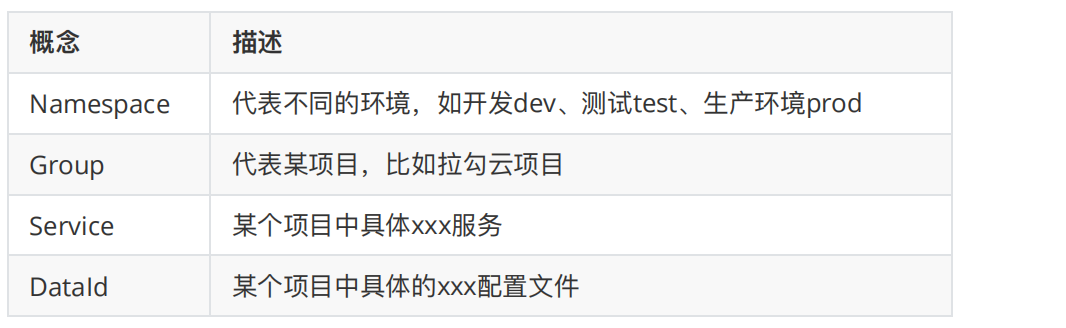 概念 描述
Namespace 代表不同的环境，如开发dev、测试test、生产环境prod
Group 代表某项目，比如拉勾云项目
Service 某个项目中具体xxx服务
DataId 某个项目中具体的xxx配置文件